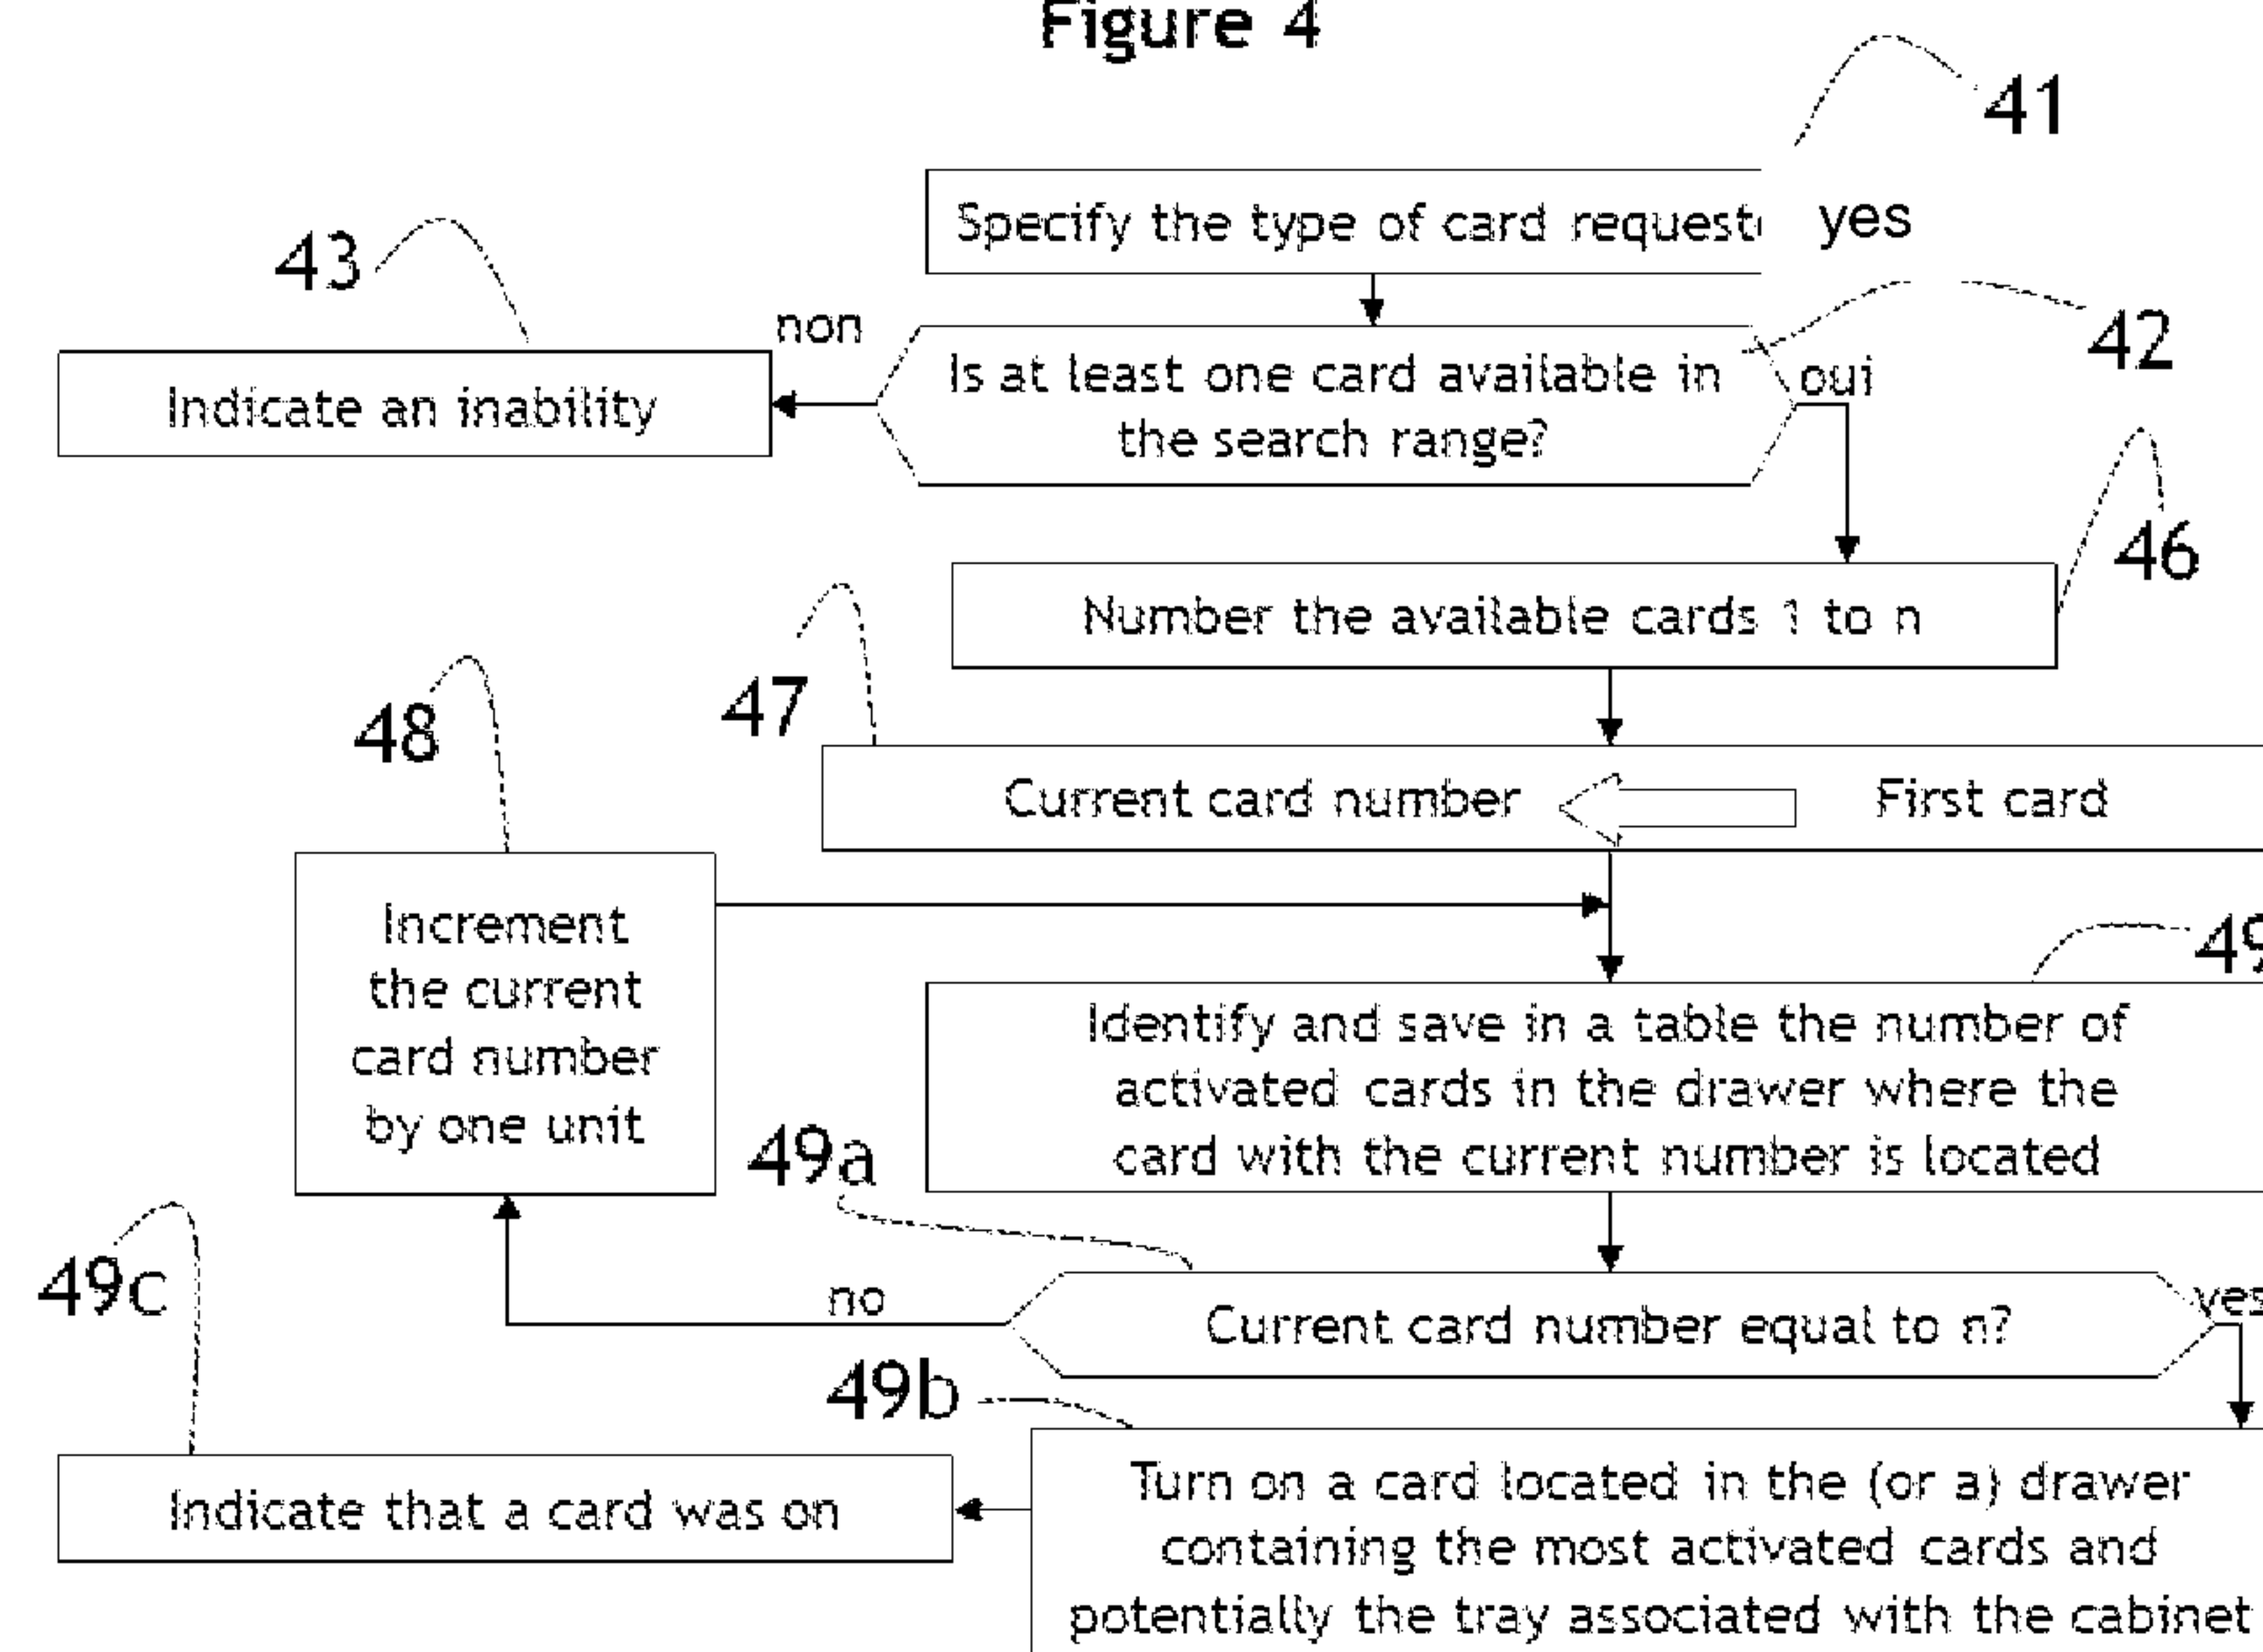 Figure 4
41
Specify the type of card request
yes
43
non
42
Is at least one card available in
the search range?
oui
Indicate an inability
46
Number the available cards 1 to n
47
48
Current card number
First card
Increment
the current
card number
by one unit
49
Identify and save in a table the number of
activated cards in the drawer where the
card with the current number is located
49a
49c
no
Current card number equal to n?
yes
49b
Indicate that a card was on
Turn on a card located in the (or a) drawer
containing the most activated cards and
potentially the tray associated with the cabinet